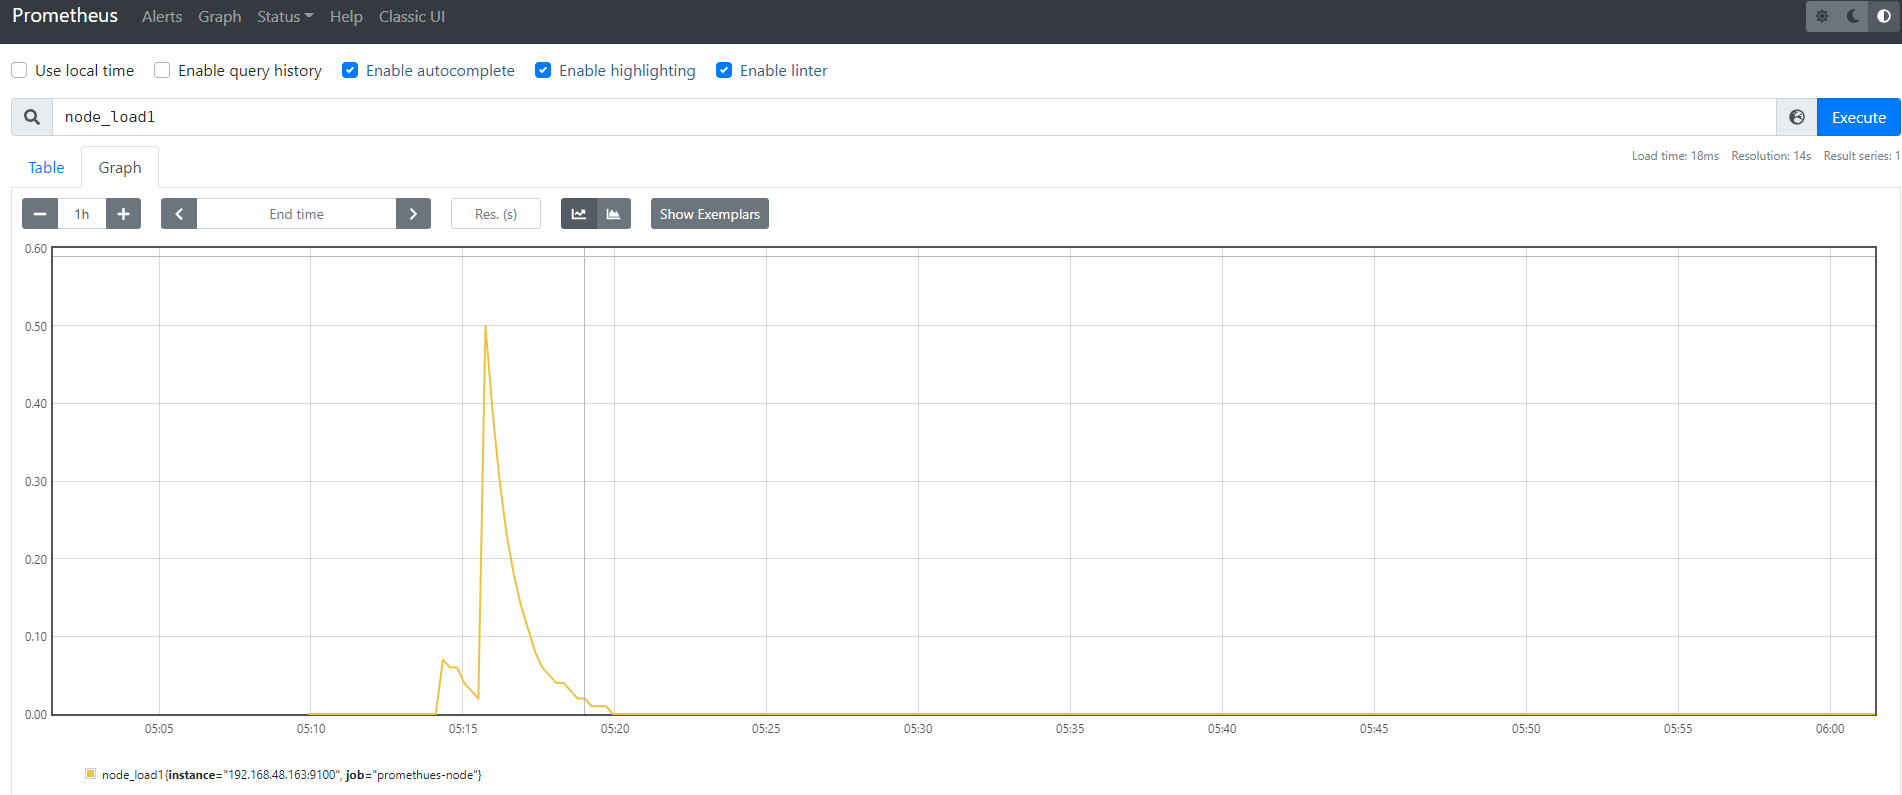 Prometheus Alerts Graph Status Help Classic UI
Use local time Enable query history Enable autocomplete Enable highlighting Enable linter
node_load1 Execute
Load time: 18ms Resolution: 14s Result series: 1
Table Graph
1h End time Res. (s) Show Exemplars
0.60
0.50
0.40
0.30
0.20
0.10
0.00
05:05 05:10 05:15 05:20 05:25 05:30 05:35 05:40 05:45 05:50 05:55 06:00
node_load1{instance="192.168.48.163:9100", job="promethues-node"}